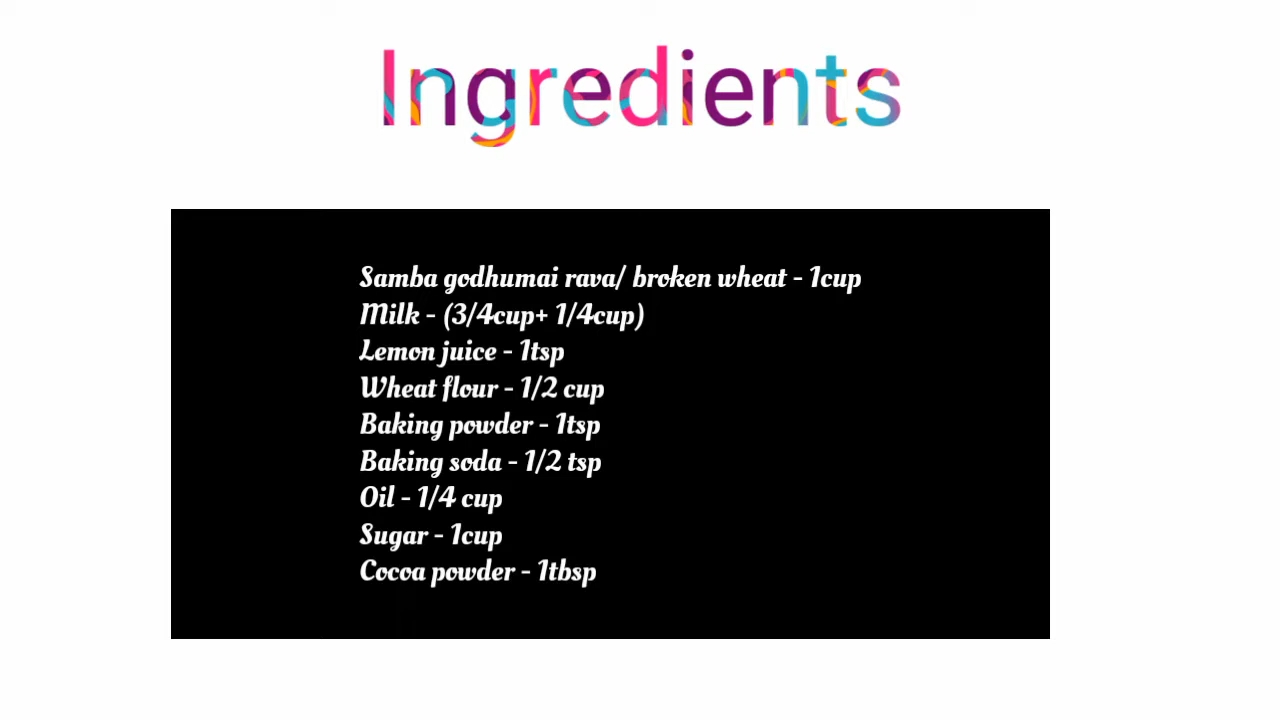 Ingredients
Samba godhumai rava/ broken wheat - 1cup
Milk - (3/4cup+ 1/4cup)
Lemon juice - 1tsp
Wheat flour - 1/2 cup
Baking powder - 1tsp
Baking soda - 1/2 tsp
Oil - 1/4 cup
Sugar - 1cup
Cocoa powder - 1tbsp